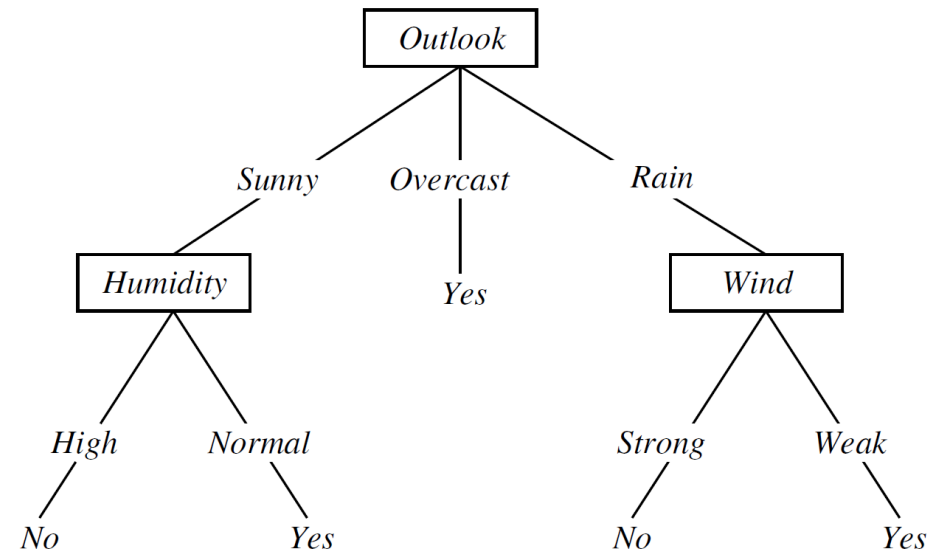 Outlook
Sunny Overcast Rain
Humidity Yes Wind
High Normal Strong Weak
No Yes No Yes